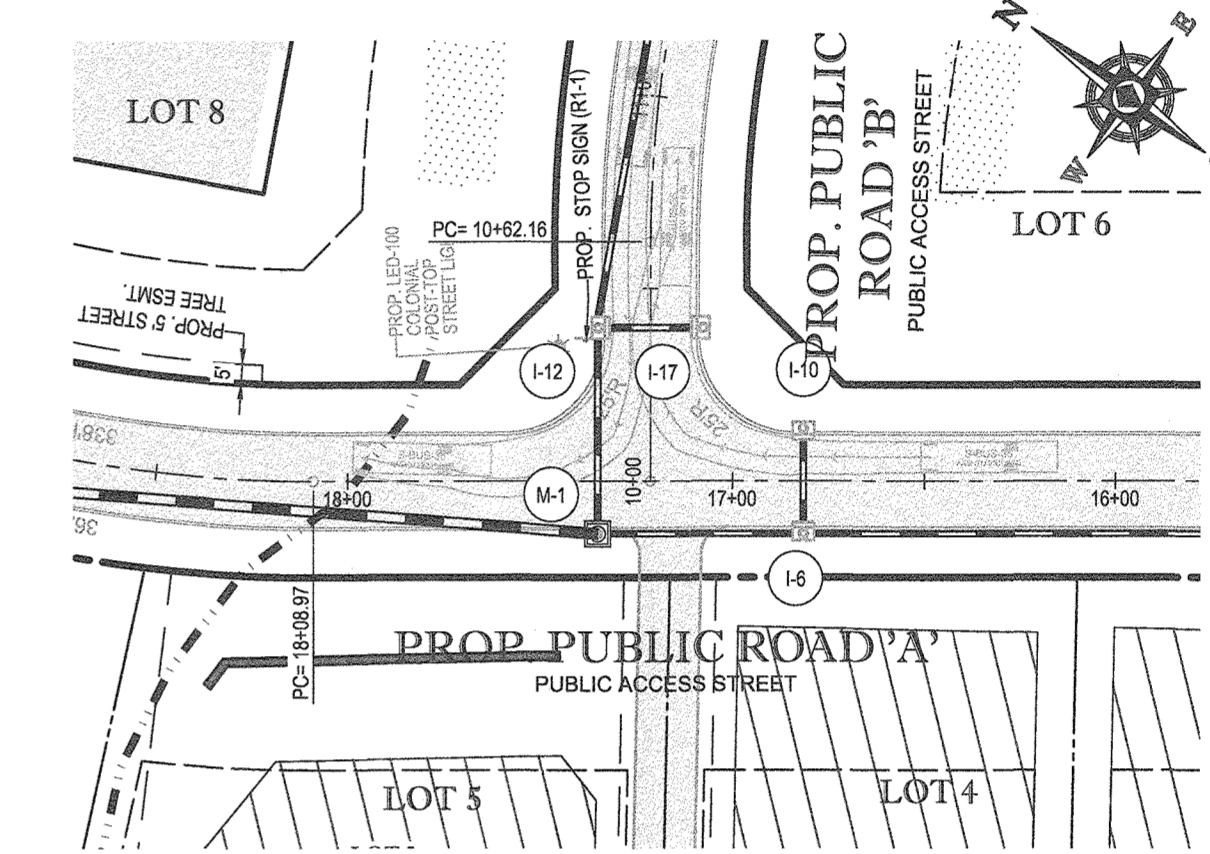 N
E
W
LOT 8
PROP. STOP SIGN (R1-1)
PROP. PUBLIC
ROAD 'B'
PUBLIC ACCESS STREET
LOT 6
PC= 10+62.16
PROP. LED-100
COLONIAL
POST-TOP
STREET LIG
PROP. 5' STREET
TREE ESMT.
5'
I-12
I-17
I-10
25'R
338'
M-1
10+00
18+00
17+00
16+00
I-6
PC= 18+08.97
PROP. PUBLIC ROAD 'A'
PUBLIC ACCESS STREET
LOT 5
LOT 4